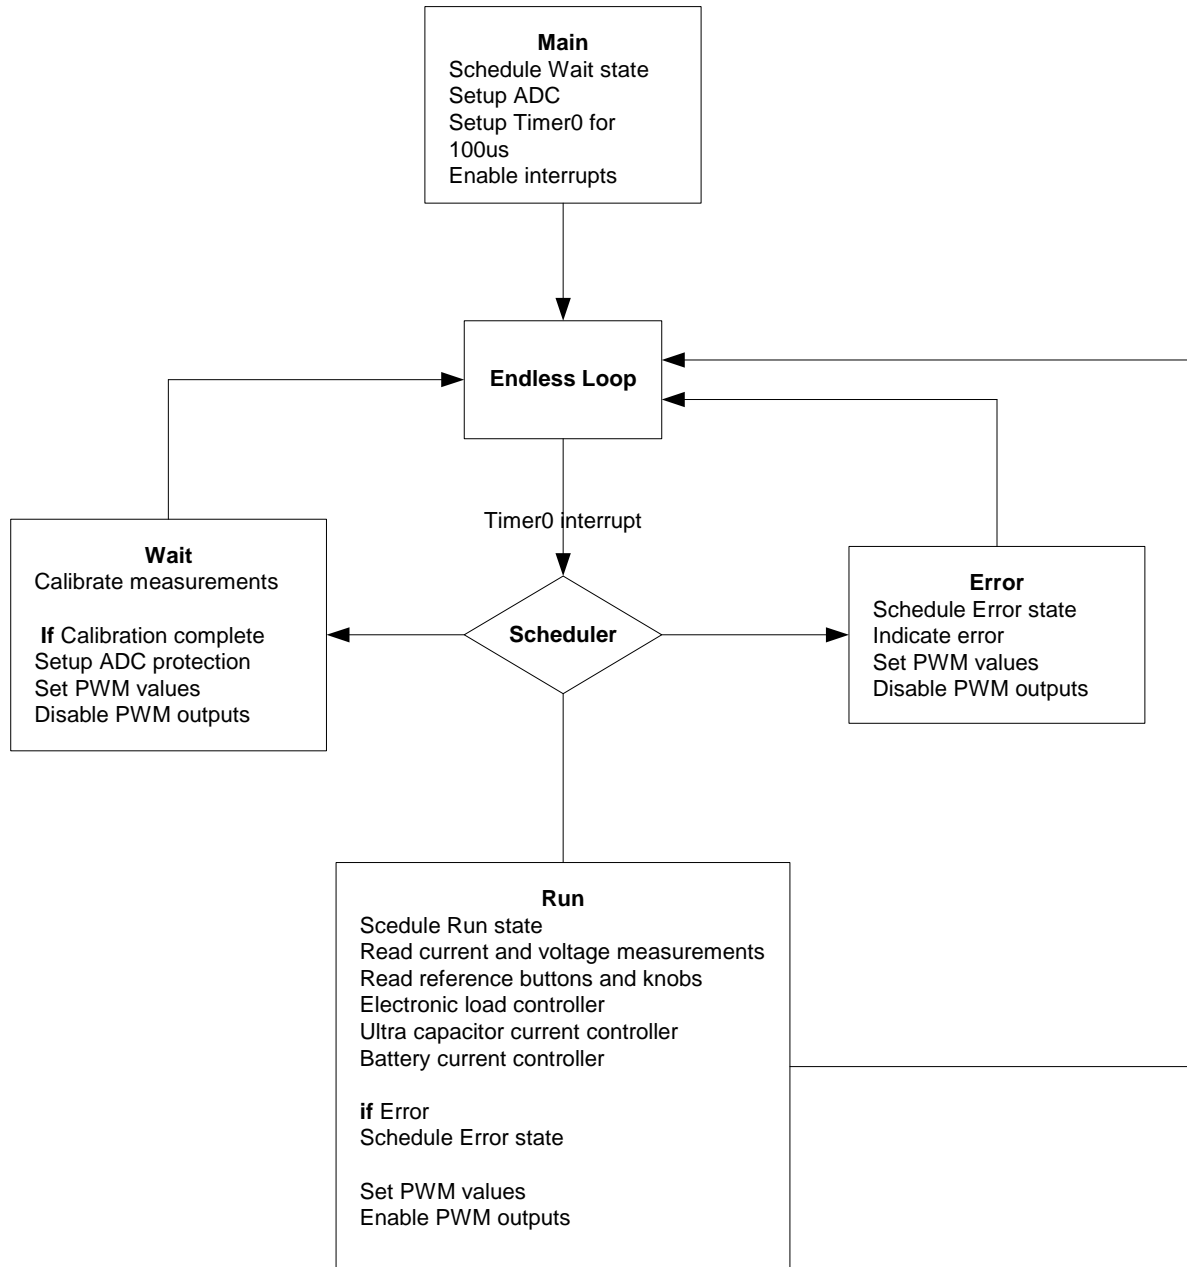 Main
Schedule Wait state
Setup ADC
Setup Timer0 for
100us
Enable interrupts
Endless Loop
Timer0 interrupt
Wait
Calibrate measurements
If Calibration complete
Setup ADC protection
Set PWM values
Disable PWM outputs
Scheduler
Error
Schedule Error state
Indicate error
Set PWM values
Disable PWM outputs
Run
Scedule Run state
Read current and voltage measurements
Read reference buttons and knobs
Electronic load controller
Ultra capacitor current controller
Battery current controller
if Error
Schedule Error state
Set PWM values
Enable PWM outputs